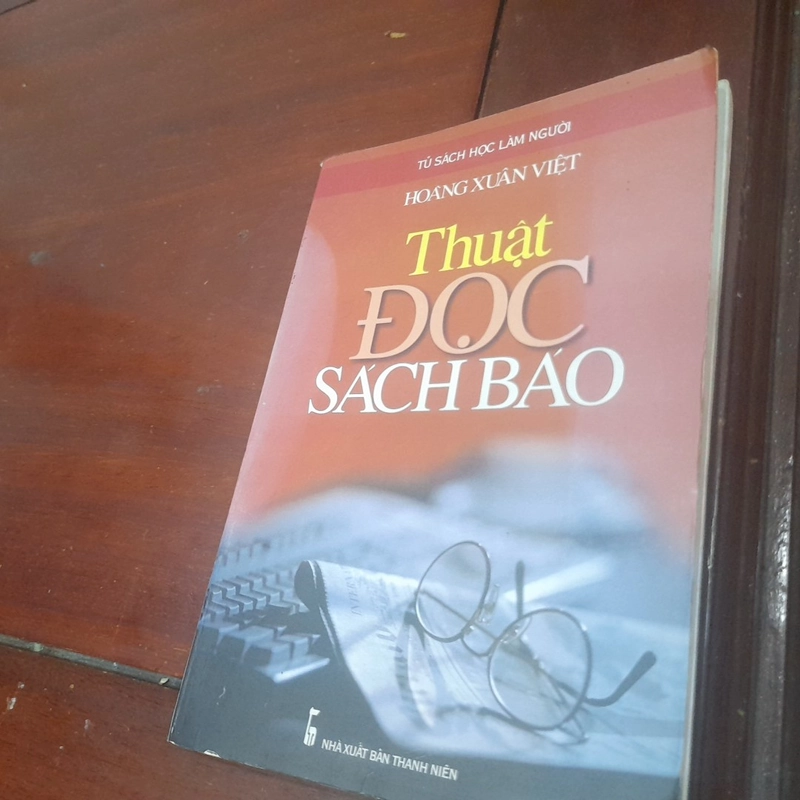 TỦ SÁCH HỌC LÀM NGƯỜI
HOÀNG XUÂN VIỆT
Thuật
ĐỌC
SÁCH BÁO
NHÀ XUẤT BẢN THANH NIÊN